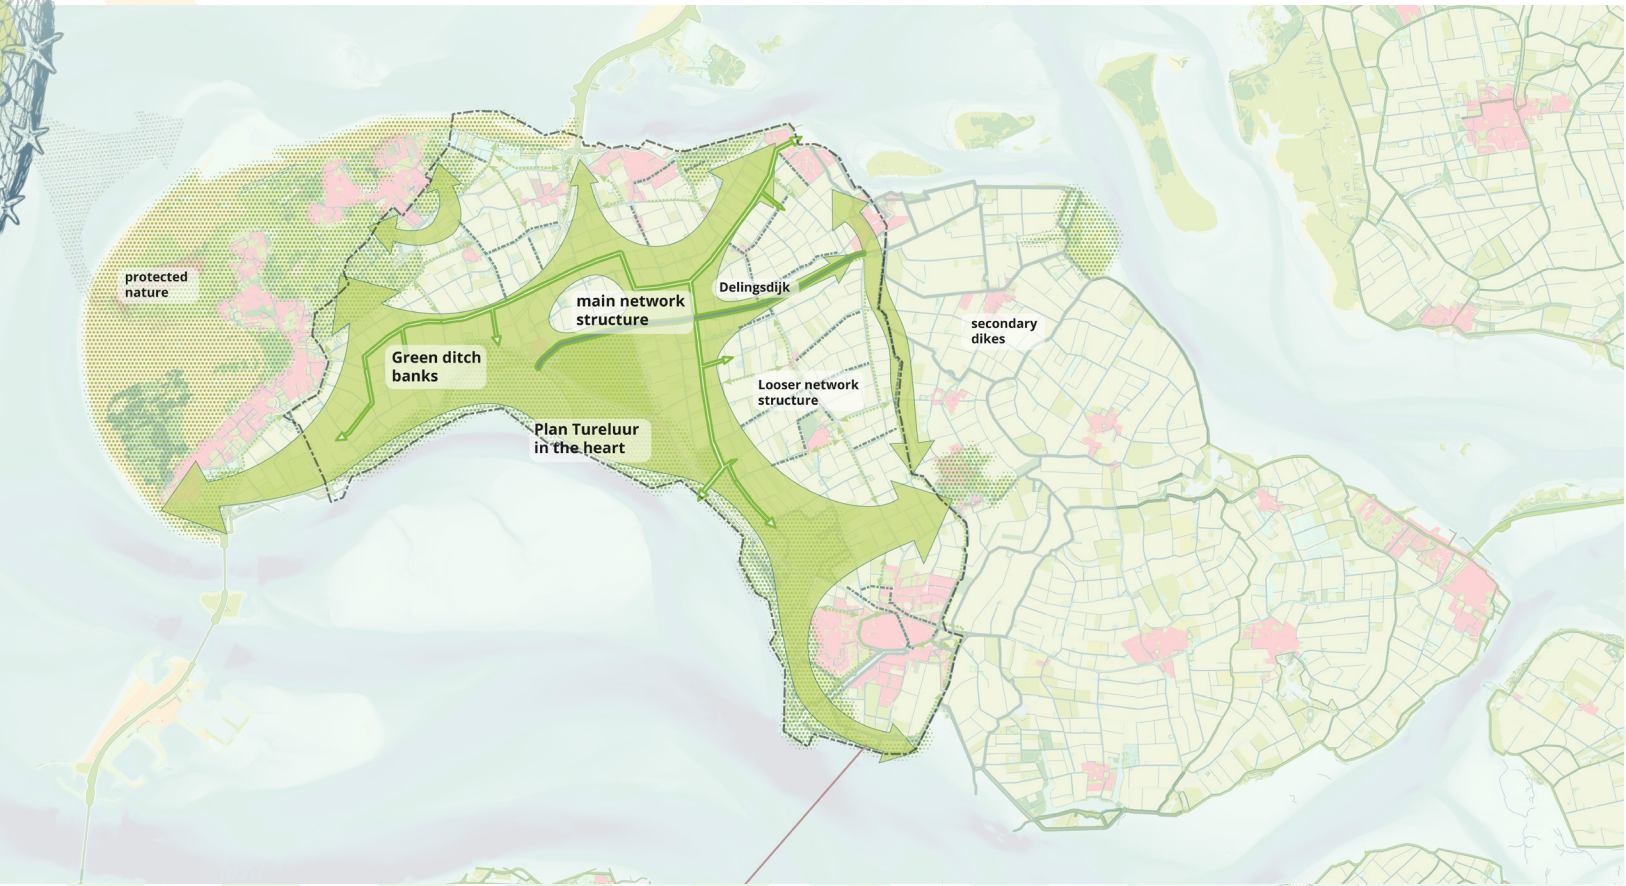 protected
nature
main network
structure
Delingsdijk
secondary
dikes
Green ditch
banks
Looser network
structure
Plan Tureluur
in the heart